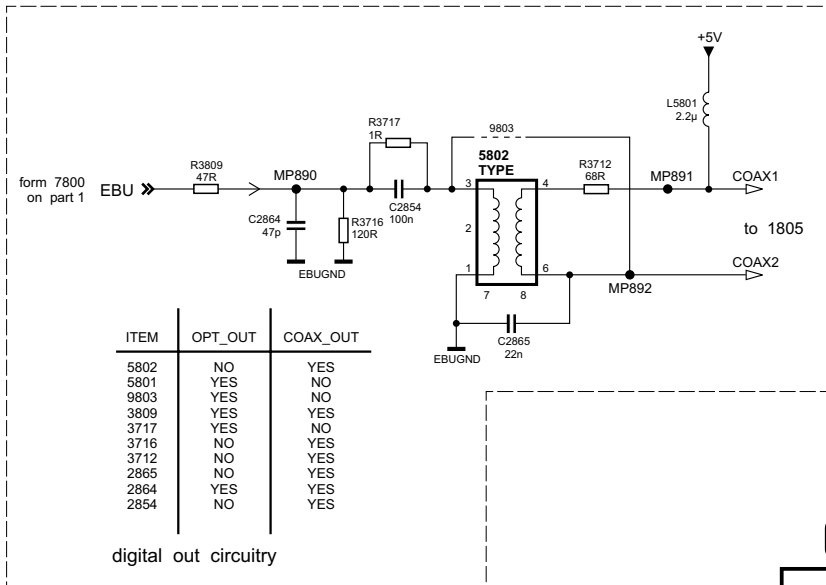 +5V
L5801
2.2µ
R3717
1R
9803
5802
TYPE
R3712
68R
R3809
47R
form 7800
on part 1
EBU
MP890
3
4
MP891
COAX1
C2864
47p
R3716
120R
C2854
100n
2
to 1805
EBUGND
1
6
COAX2
7
8
MP892
EBUGND
C2865
22n
ITEM OPT_OUT COAX_OUT
5802 NO YES
5801 YES NO
9803 YES NO
3809 YES YES
3717 YES NO
3716 NO YES
3712 NO YES
2865 NO YES
2864 YES YES
2854 NO YES
digital out circuitry